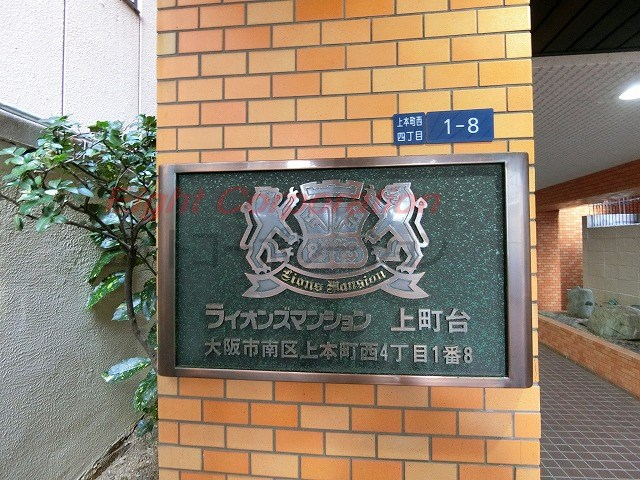 上本町西
四丁目
1-8
Eight Corporation
Lions Mansion
ライオンズマンション 上町台
大阪市南区上本町西4丁目1番8